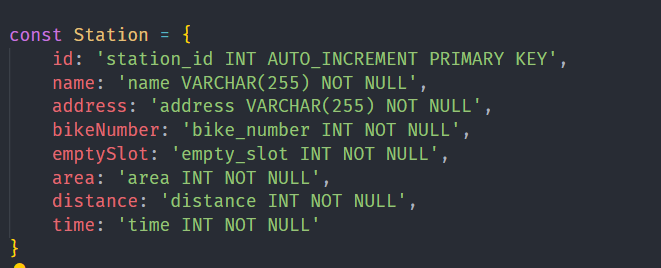 const Station = {
    id: 'station_id INT AUTO_INCREMENT PRIMARY KEY',
    name: 'name VARCHAR(255) NOT NULL',
    address: 'address VARCHAR(255) NOT NULL',
    bikeNumber: 'bike_number INT NOT NULL',
    emptySlot: 'empty_slot INT NOT NULL',
    area: 'area INT NOT NULL',
    distance: 'distance INT NOT NULL',
    time: 'time INT NOT NULL'
}